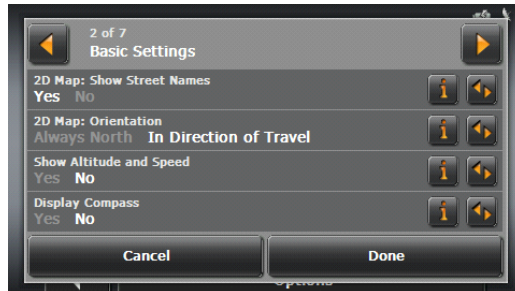 2 of 7
Basic Settings
2D Map: Show Street Names
Yes No
2D Map: Orientation
Always North In Direction of Travel
Show Altitude and Speed
Yes No
Display Compass
Yes No
Cancel Done
Options